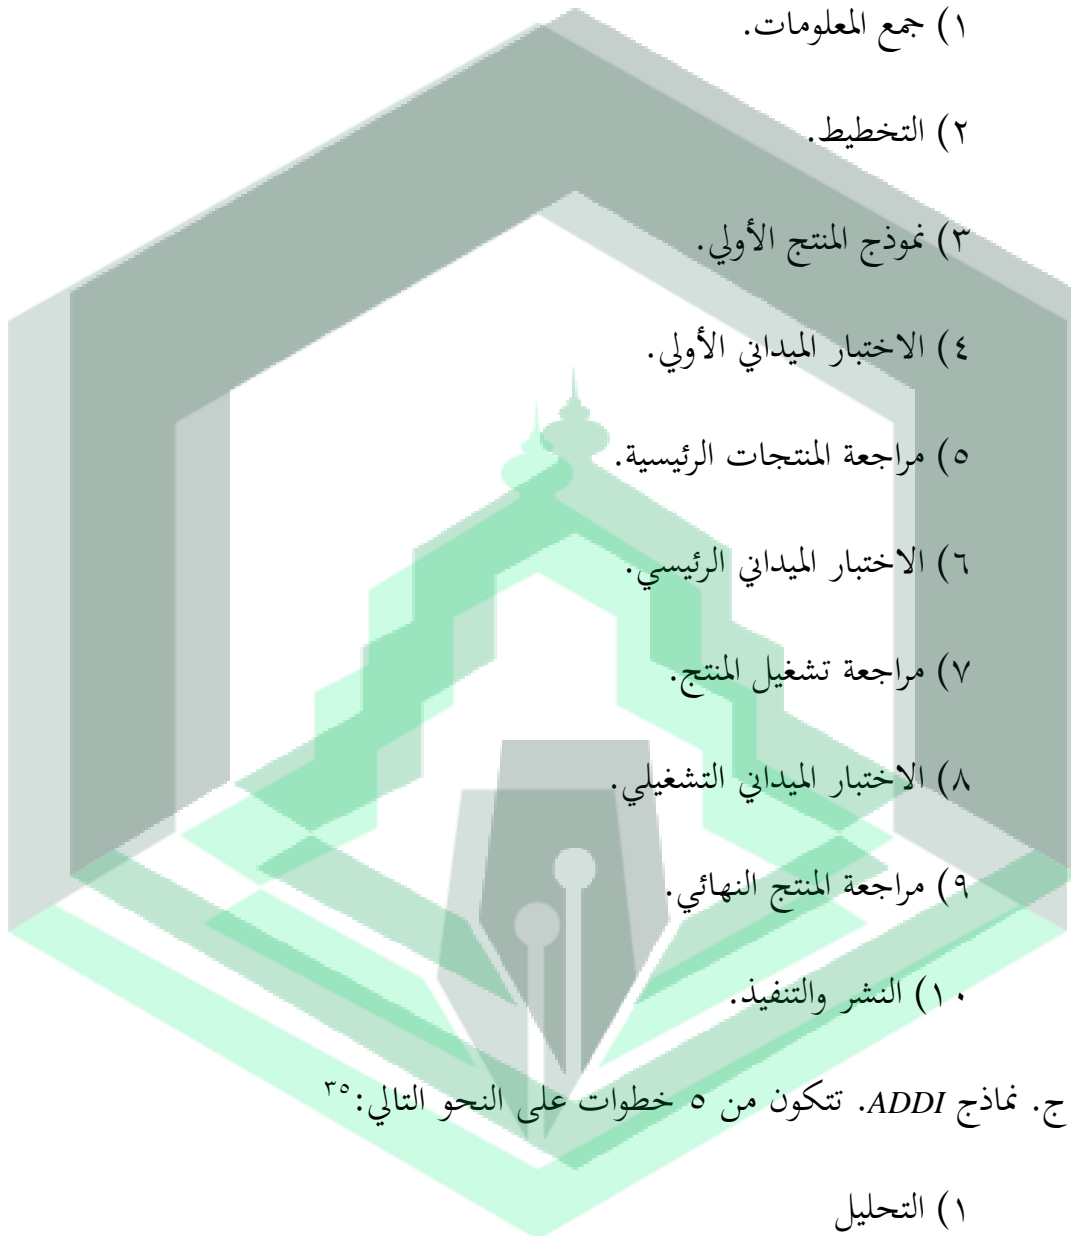 ١) جمع المعلومات.
٢) التخطيط.
٣) نموذج المنتج الأولي.
٤) الاختبار الميداني الأولي.
٥) مراجعة المنتجات الرئيسية.
٦) الاختبار الميداني الرئيسي.
٧) مراجعة تشغيل المنتج.
٨) الاختبار الميداني التشغيلي.
٩) مراجعة المنتج النهائي.
١٠) النشر والتنفيذ.
ج. نماذج ADDI. تتكون من ٥ خطوات على النحو التالي:٣٥
١) التحليل